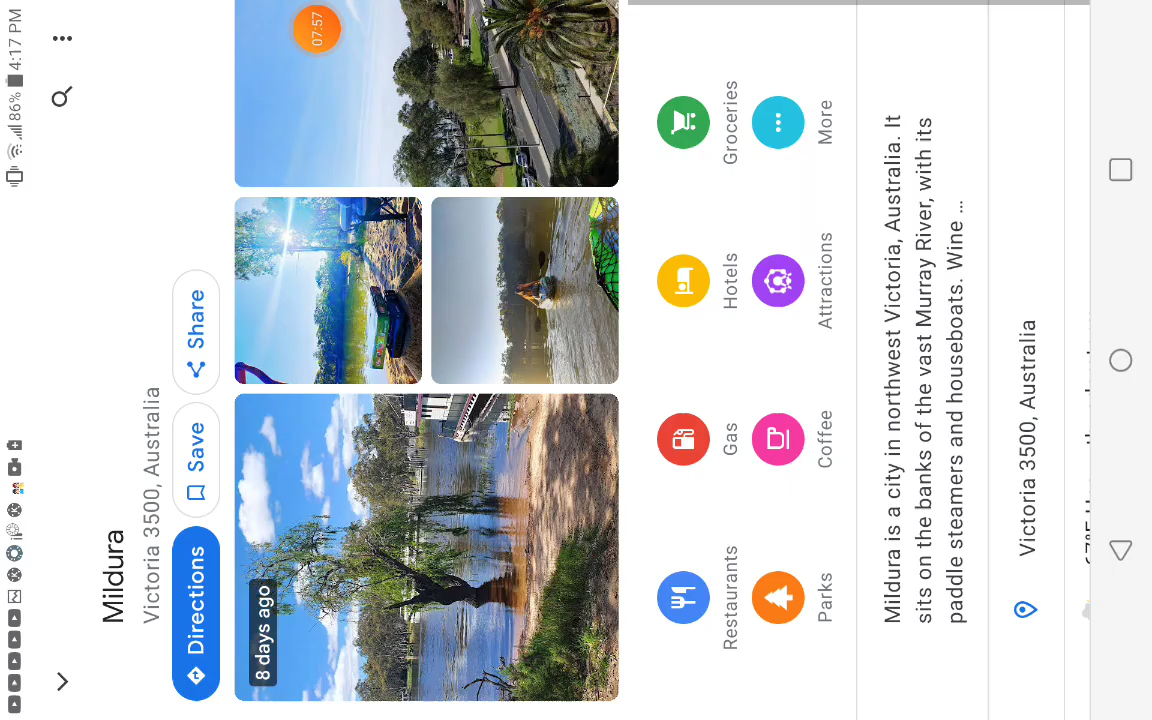 4:17 PM
86%
07:57
Mildura
Victoria 3500, Australia
Directions
Save
Share
8 days ago
Restaurants
Gas
Hotels
Groceries
Parks
Coffee
Attractions
More
Mildura is a city in northwest Victoria, Australia. It
sits on the banks of the vast Murray River, with its
paddle steamers and houseboats. Wine ...
Victoria 3500, Australia